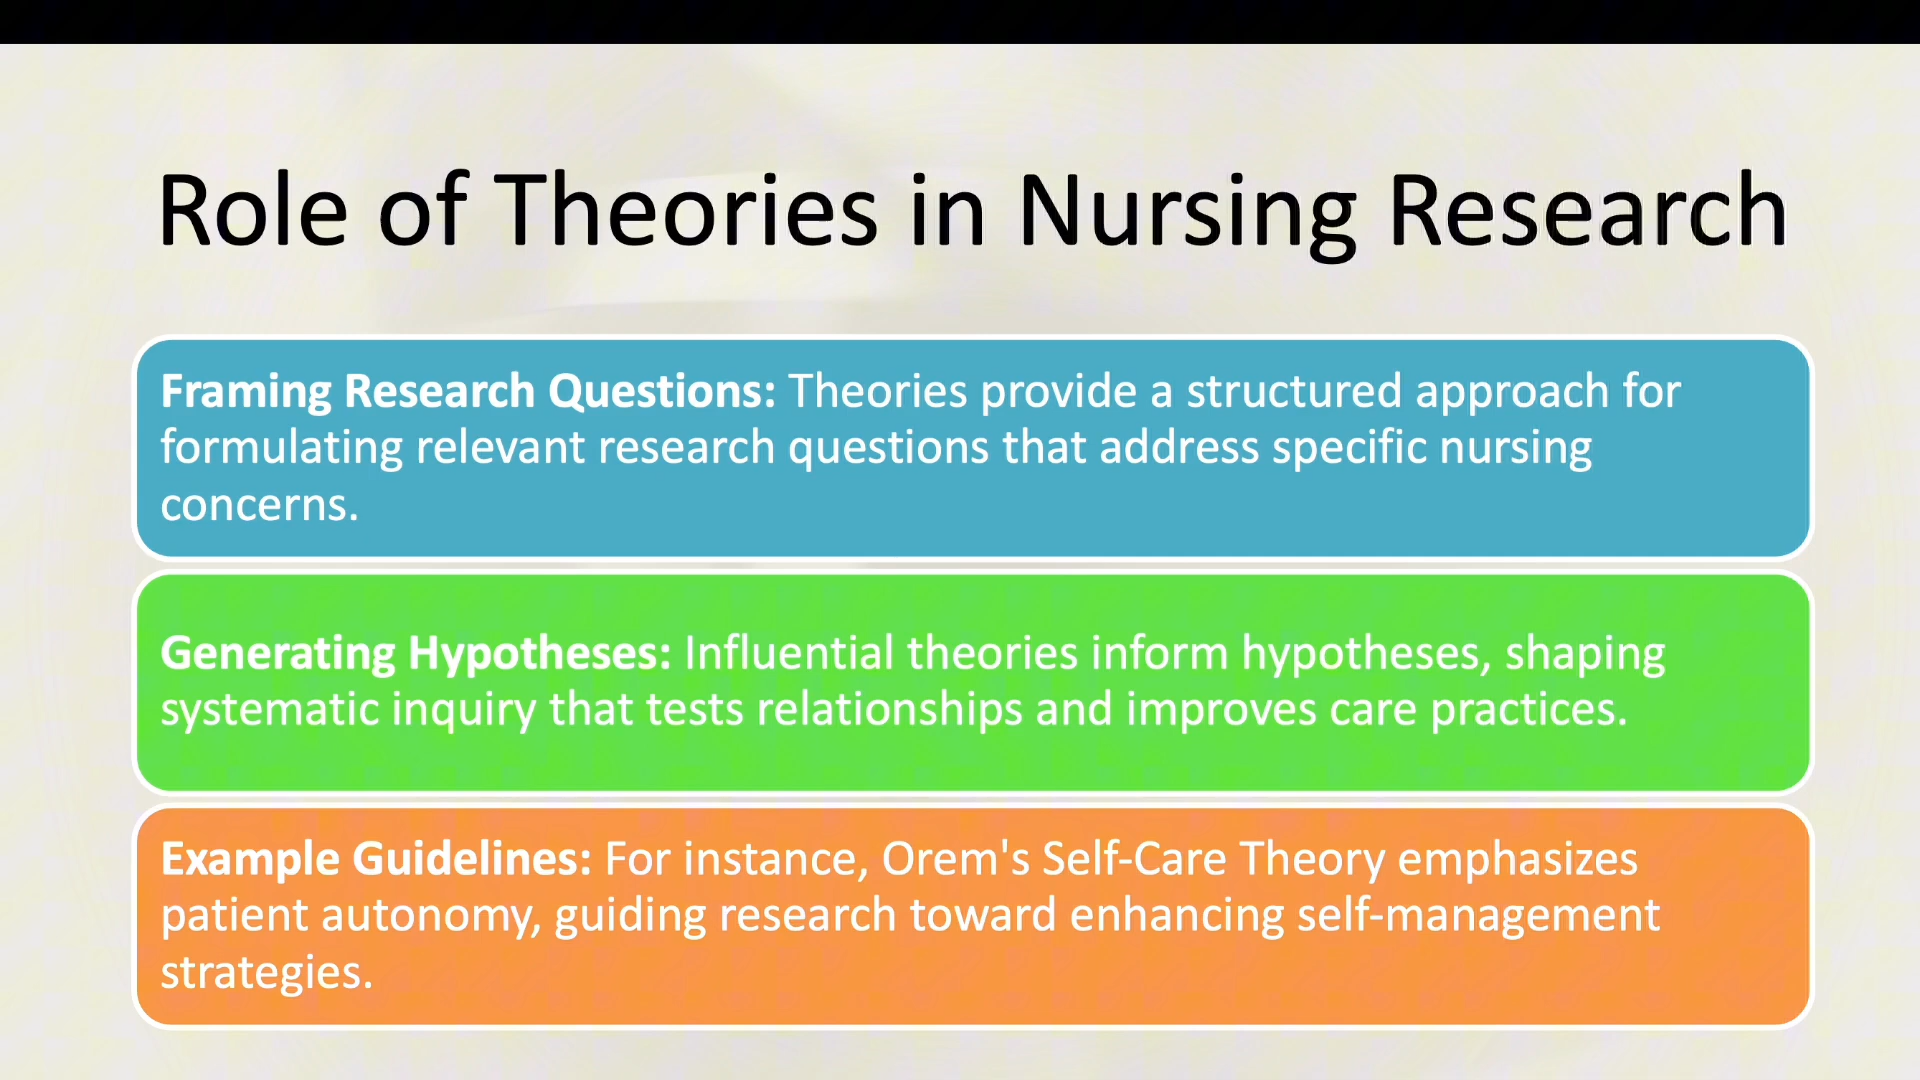 Role of Theories in Nursing Research
Framing Research Questions: Theories provide a structured approach for
formulating relevant research questions that address specific nursing
concerns.
Generating Hypotheses: Influential theories inform hypotheses, shaping
systematic inquiry that tests relationships and improves care practices.
Example Guidelines: For instance, Orem's Self-Care Theory emphasizes
patient autonomy, guiding research toward enhancing self-management
strategies.